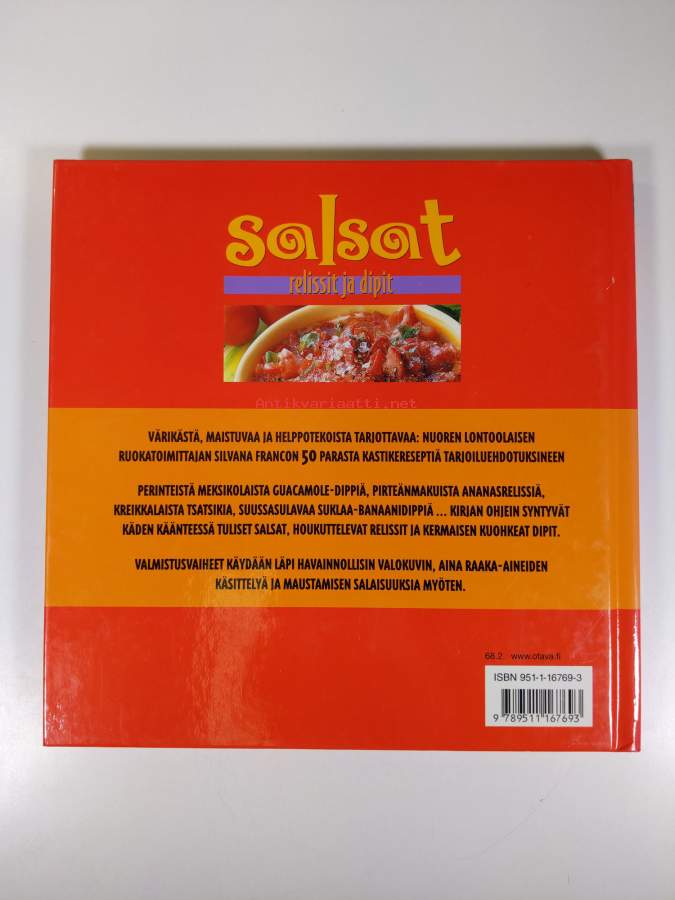 salsat
relissit ja dipit
Antikvariaatti.net
VÄRIKÄSTÄ, MAISTUVAA JA HELPPOTEKOISTA TARJOTTAVAA: NUOREN LONTOOLAISEN
RUOKATOIMITTAJAN SILVANA FRANCON 50 PARASTA KASTIKERESEPTIÄ TARJOILUEHDOTUKSINEEN
PERINTEISTÄ MEKSIKOLAISTA GUACAMOLE-DIPPIÄ, PIRTEÄNMAKUISTA ANANASRELISSIÄ,
KREIKKALAISTA TSATSIKIA, SUUSSASULAVAA SUKLAA-BANAANIDIPPIÄ ... KIRJAN OHJEIN SYNTYVÄT
KÄDEN KÄÄNTEESSÄ TULISET SALSAT, HOUKUTTELEVAT RELISSIT JA KERMAISEN KUOHKEAT DIPIT.
VALMISTUSVAIHEET KÄYDÄÄN LÄPI HAVAINNOLLISIN VALOKUVIN, AINA RAAKA-AINEIDEN
KÄSITTELYÄ JA MAUSTAMISEN SALAISUUKSIA MYÖTEN.
68.2. www.otava.fi
ISBN 951-1-16769-3
9 789511 167693